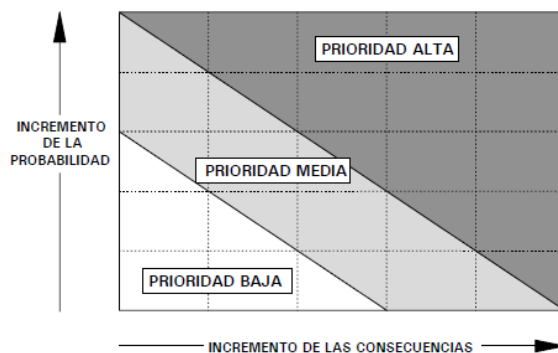 PRIORIDAD ALTA
INCREMENTO
DE LA
PROBABILIDAD
PRIORIDAD MEDIA
PRIORIDAD BAJA
INCREMENTO DE LAS CONSECUENCIAS